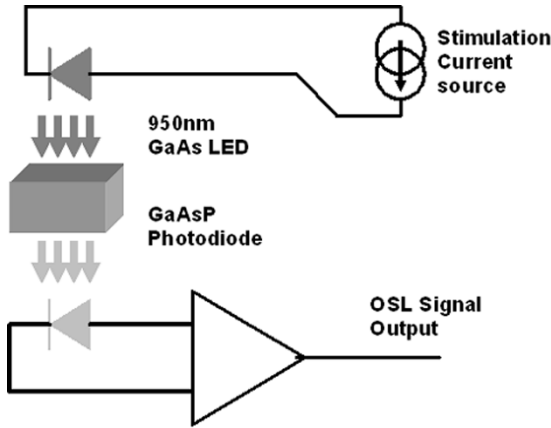 Stimulation
Current
source
950nm
GaAs LED
GaAsP
Photodiode
OSL Signal
Output